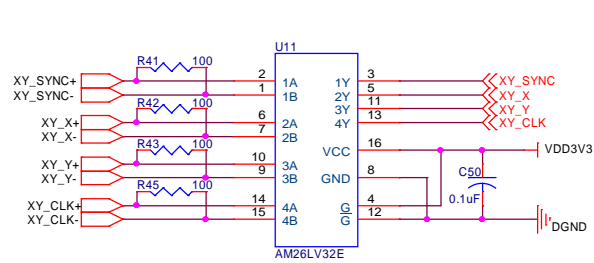 U11
R41 100
XY_SYNC+ 2 1A 1Y 3 XY_SYNC
XY_SYNC- 1 1B 2Y 5 XY_X
R42 100 3Y 11 XY_Y
XY_X+ 6 2A 4Y 13 XY_CLK
XY_X- 7 2B
R43 100 VCC 16 VDD3V3
XY_Y+ 10 3A
XY_Y- 9 3B GND 8 C50
R45 100 0.1uF
XY_CLK+ 14 4A G 4
XY_CLK- 15 4B G 12 DGND
AM26LV32E